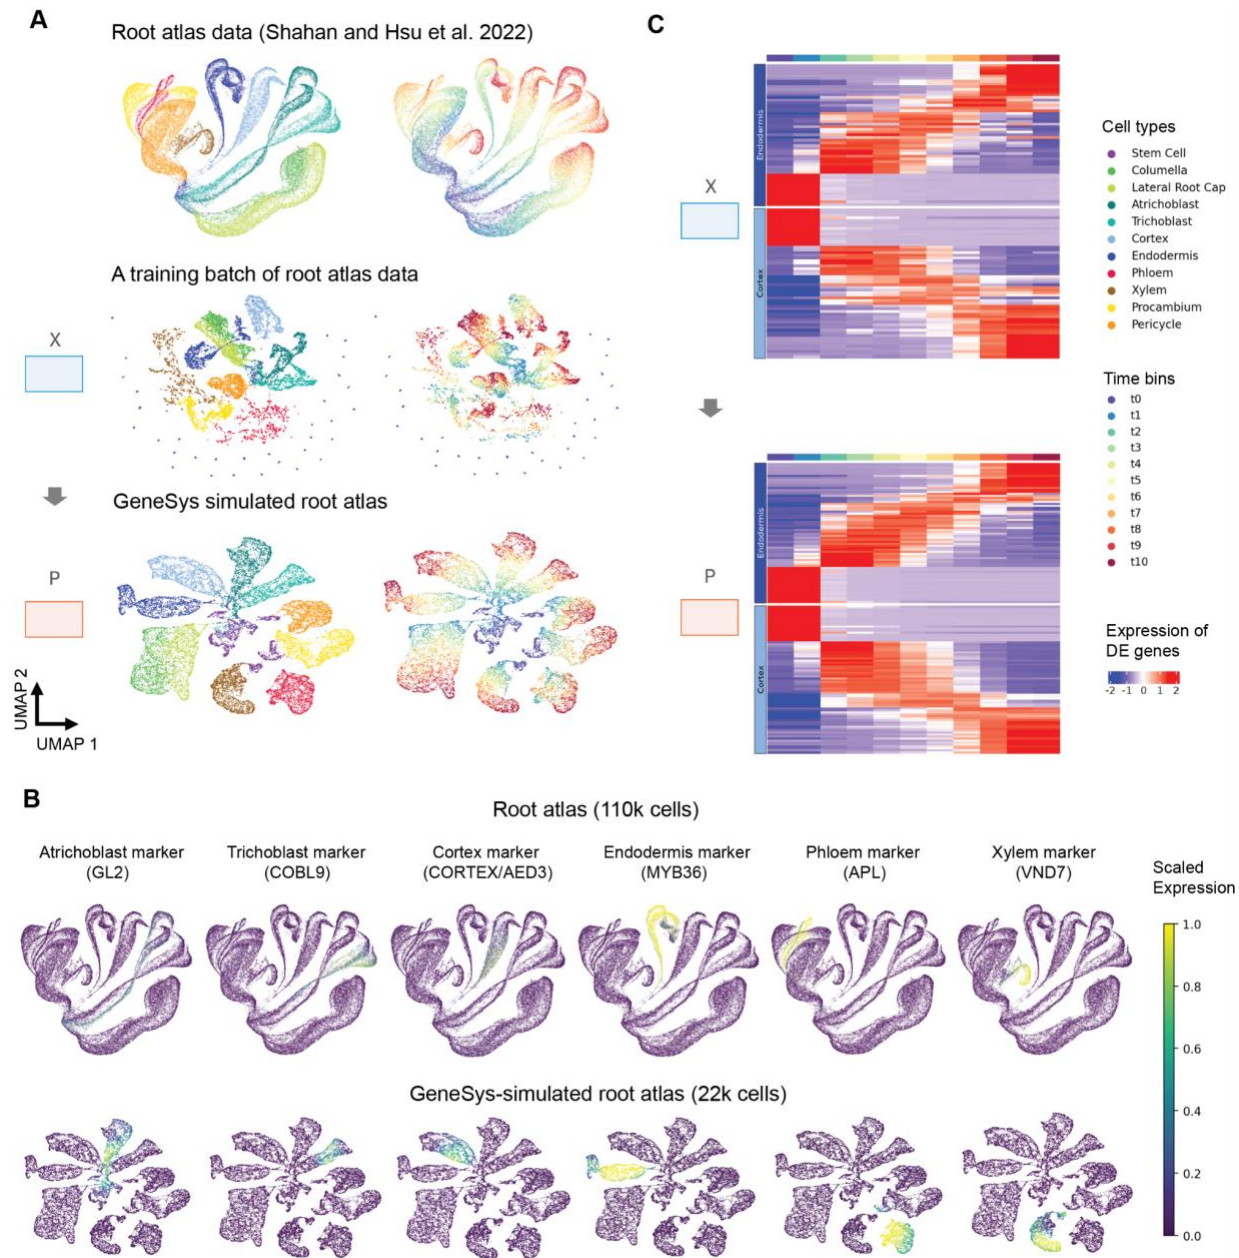 A
Root atlas data (Shahan and Hsu et al. 2022)
A training batch of root atlas data
X
GeneSys simulated root atlas
P
UMAP 2
UMAP 1
C
X
Endodermis
Cortex
P
Endodermis
Cortex
Cell types
Stem Cell
Columella
Lateral Root Cap
Atrichoblast
Trichoblast
Cortex
Endodermis
Phloem
Xylem
Procambium
Pericycle
Time bins
t0
t1
t2
t3
t4
t5
t6
t7
t8
t9
t10
Expression of
DE genes
-2 -1 0 1 2
B
Root atlas (110k cells)
Atrichoblast marker
(GL2)
Trichoblast marker
(COBL9)
Cortex marker
(CORTEX/AED3)
Endodermis marker
(MYB36)
Phloem marker
(APL)
Xylem marker
(VND7)
GeneSys-simulated root atlas (22k cells)
Scaled
Expression
1.0
0.8
0.6
0.4
0.2
0.0